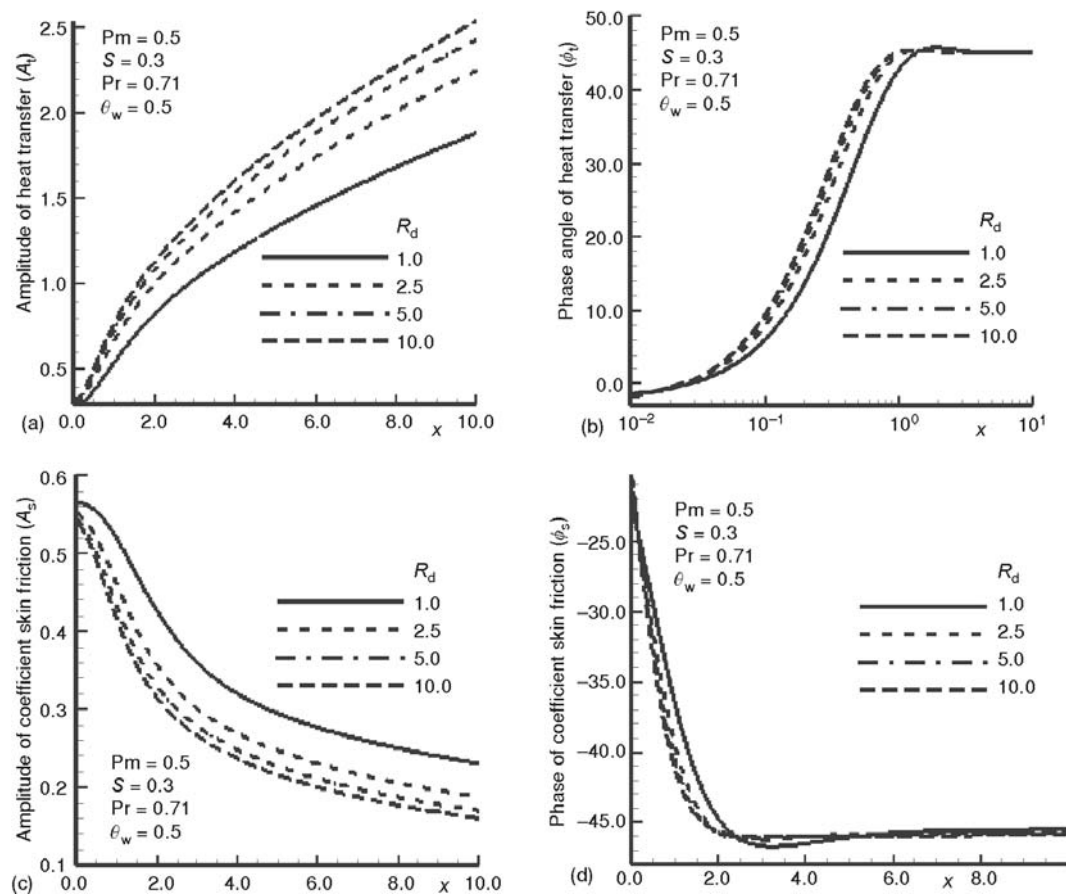 Amplitude of heat transfer (Aₜ)
2.5
2.0
1.5
1.0
0.5
Pm = 0.5
S = 0.3
Pr = 0.71
θw = 0.5
Rd
1.0
2.5
5.0
10.0
(a)
0.0 2.0 4.0 6.0 8.0 x 10.0
Phase angle of heat transfer (ϕₜ)
50.0
40.0
30.0
20.0
10.0
0.0
Pm = 0.5
S = 0.3
Pr = 0.71
θw = 0.5
Rd
1.0
2.5
5.0
10.0
(b)
10⁻² 10⁻¹ 10⁰ x 10¹
Amplitude of coefficient skin friction (Aₛ)
0.6
0.5
0.4
0.3
0.2
0.1
Rd
1.0
2.5
5.0
10.0
Pm = 0.5
S = 0.3
Pr = 0.71
θw = 0.5
(c)
0.0 2.0 4.0 6.0 8.0 x 10.0
Phase of coefficient skin friction (ϕₛ)
−25.0
−30.0
−35.0
−40.0
−45.0
Pm = 0.5
S = 0.3
Pr = 0.71
θw = 0.5
Rd
1.0
2.5
5.0
10.0
(d)
0.0 2.0 4.0 6.0 8.0 x